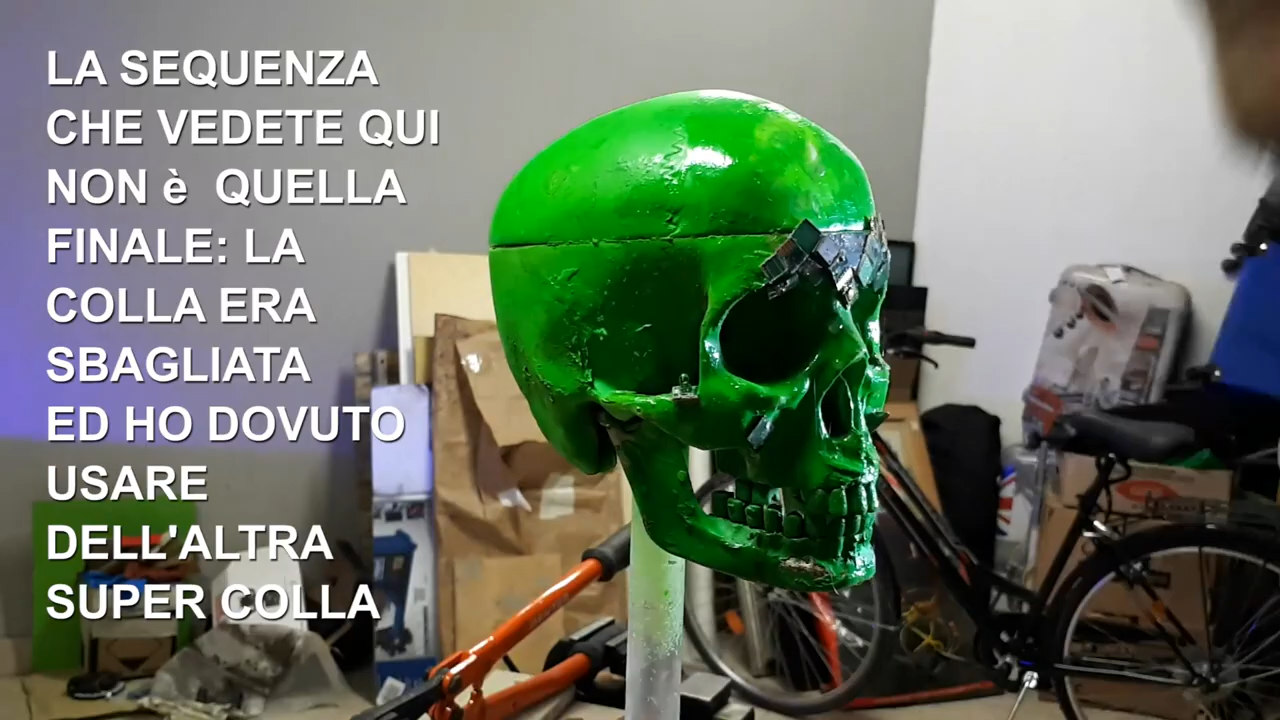 LA SEQUENZA
CHE VEDETE QUI
NON è  QUELLA
FINALE: LA
COLLA ERA
SBAGLIATA
ED HO DOVUTO
USARE
DELL'ALTRA
SUPER COLLA